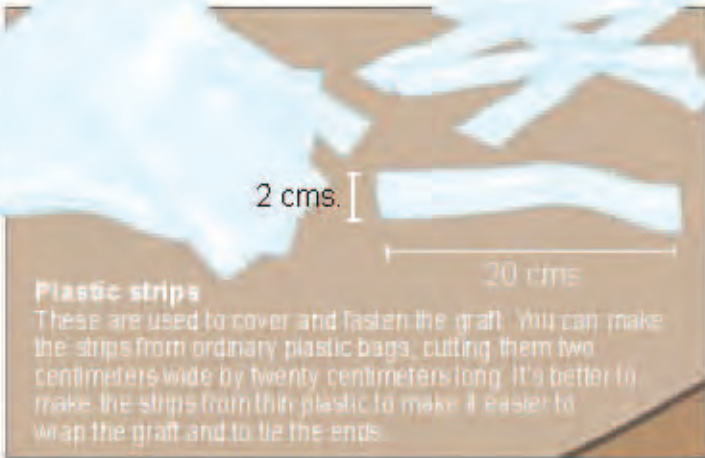 2 cms.
20 cms
Plastic strips
These are used to cover and fasten the graft. You can make
the strips from ordinary plastic bags, cutting them two
centimeters wide by twenty centimeters long. It's better to
make the strips from thin plastic to make it easier to
wrap the graft and to tie the ends.